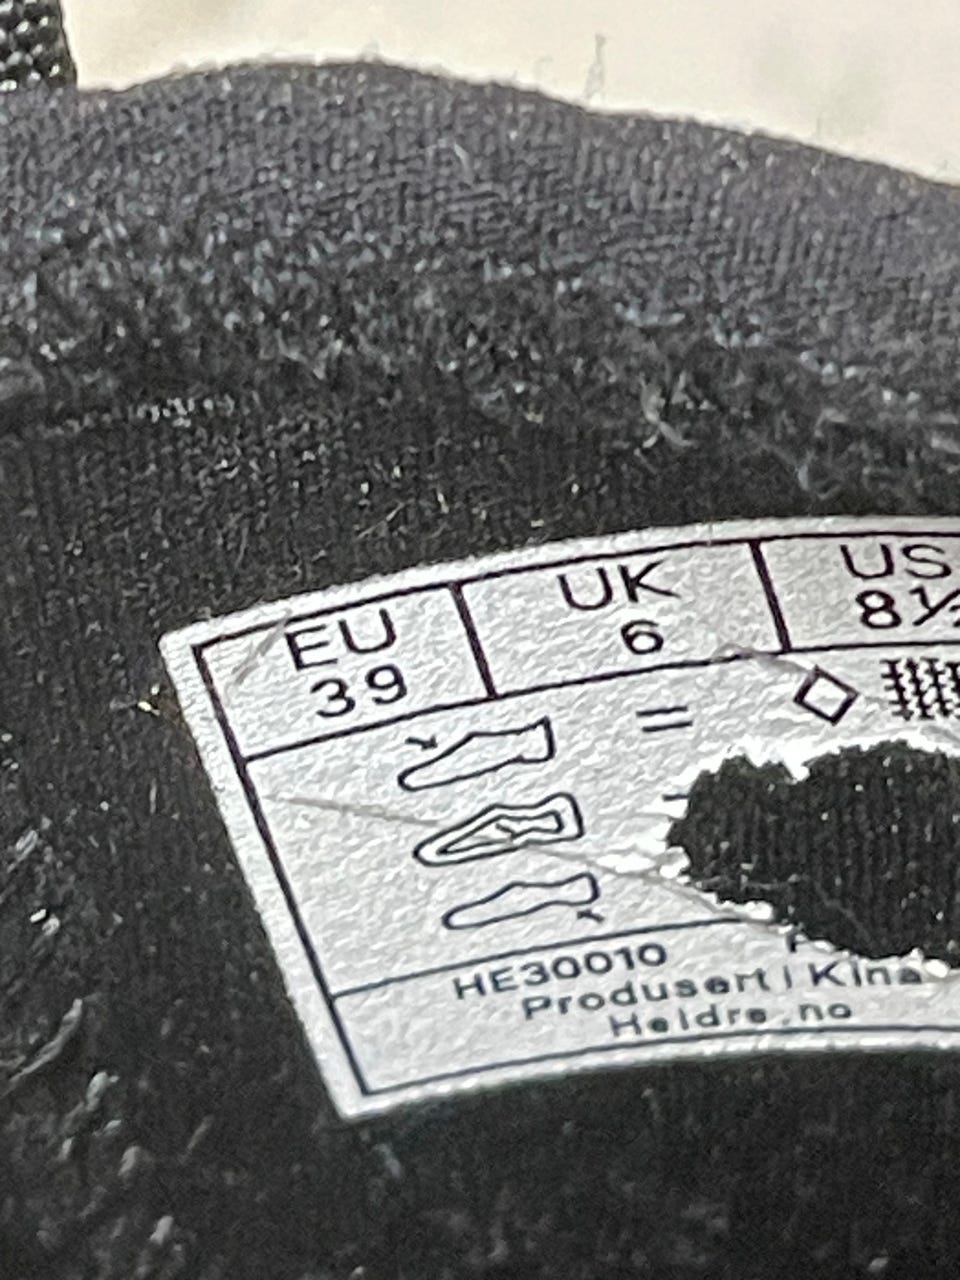 EU UK US
39 6 8½
=
HE30010
Produsert i Kina
Heldre.no